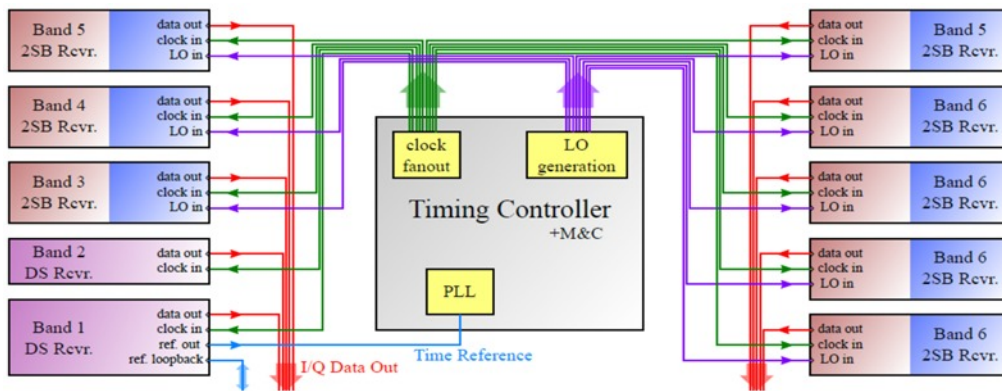 Band 5
2SB Rcvr.
data out
clock in
LO in
Band 4
2SB Rcvr.
data out
clock in
LO in
Band 3
2SB Rcvr.
data out
clock in
LO in
Band 2
DS Rcvr.
data out
clock in
Band 1
DS Rcvr.
data out
clock in
ref. out
ref. loopback
I/Q Data Out
clock
fanout
LO
generation
Timing Controller
+M&C
PLL
Time Reference
data out
clock in
LO in
Band 5
2SB Rcvr.
data out
clock in
LO in
Band 6
2SB Rcvr.
data out
clock in
LO in
Band 6
2SB Rcvr.
data out
clock in
LO in
Band 6
2SB Rcvr.
data out
clock in
LO in
Band 6
2SB Rcvr.